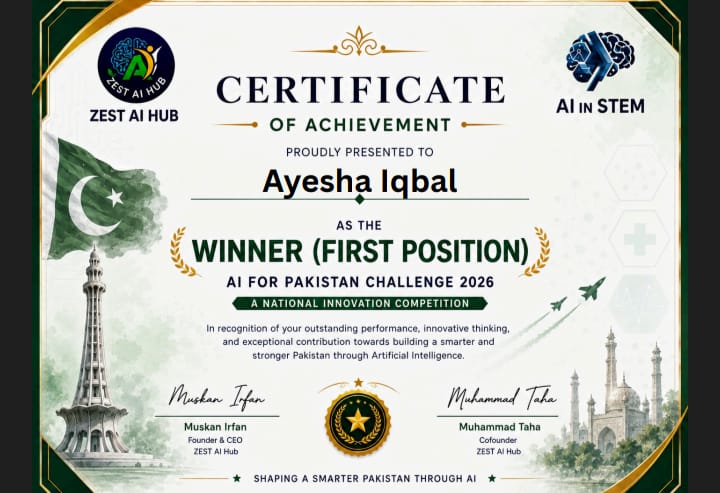 ZEST AI HUB
ZEST AI HUB
AI IN STEM
CERTIFICATE
OF ACHIEVEMENT
PROUDLY PRESENTED TO
Ayesha Iqbal
AS THE
WINNER (FIRST POSITION)
AI FOR PAKISTAN CHALLENGE 2026
A NATIONAL INNOVATION COMPETITION
In recognition of your outstanding performance, innovative thinking,
and exceptional contribution towards building a smarter and
stronger Pakistan through Artificial Intelligence.
Muskan Irfan
Muskan Irfan
Founder & CEO
ZEST AI Hub
Muhammad Taha
Muhammad Taha
Cofounder
ZEST AI Hub
SHAPING A SMARTER PAKISTAN THROUGH AI